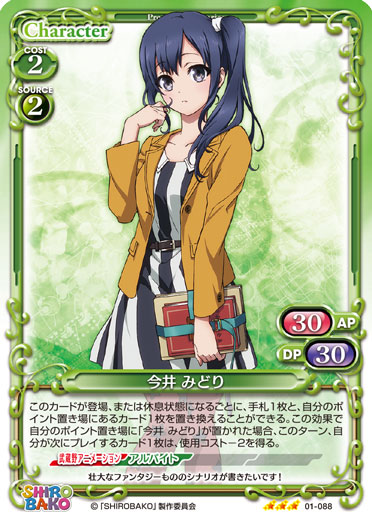 Character
COST
2
SOURCE
2
30 AP
DP 30
今井 みどり
このカードが登場、または休息状態になるごとに、手札1枚と、自分のポ
イント置き場にあるカード1枚を置き換えることができる。この効果で
自分のポイント置き場に「今井 みどり」が置かれた場合、このターン、自
分が次にプレイするカード1枚は、使用コスト－2を得る。
武蔵野アニメーション アルバイト
壮大なファンタジーもののシナリオが書きたいです！
SHIRO
BAKO
©「SHIROBAKO」製作委員会
01-088